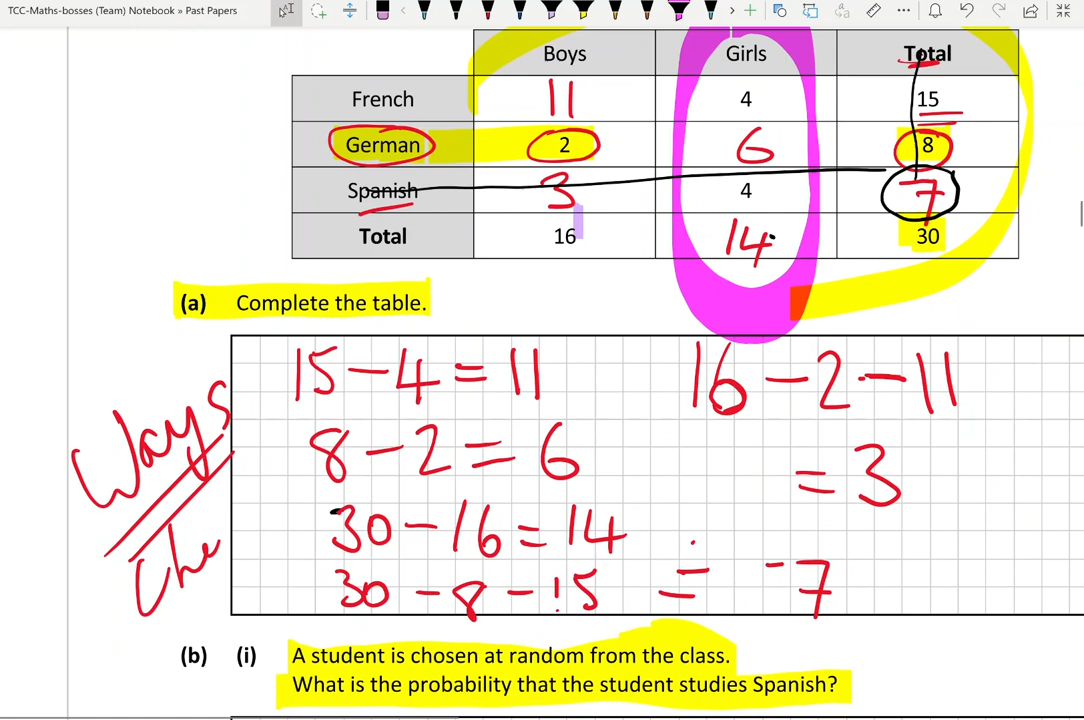 TCC-Maths-bosses (Team) Notebook » Past Papers
Boys Girls Total
French 11 4 15
German 2 6 8
Spanish 3 4 7
Total 16 14 30
(a) Complete the table.
15 - 4 = 11
16 - 2 - 11
8 - 2 = 6
= 3
30 - 16 = 14
30 - 8 - 15 = 7
Ways
Che
(b) (i) A student is chosen at random from the class.
What is the probability that the student studies Spanish?